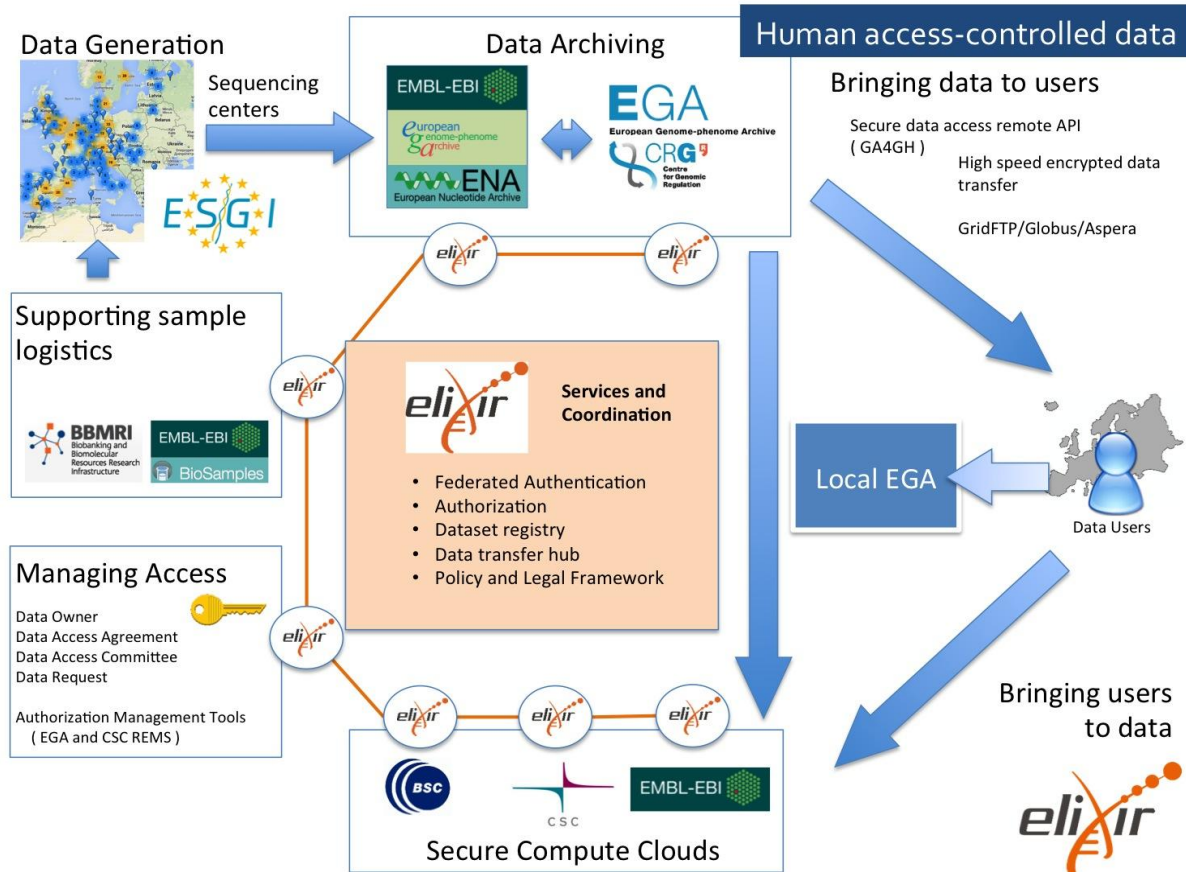 Human access-controlled data
Data Generation
Sequencing
centers
ESGI
Data Archiving
EMBL-EBI
european
genome-phenome
archive
ENA
European Nucleotide Archive
EGA
European Genome-phenome Archive
CRG
Centre
for Genomic
Regulation
Bringing data to users
Secure data access remote API
( GA4GH )
High speed encrypted data
transfer
GridFTP/Globus/Aspera
elixir
elixir
Supporting sample
logistics
BBMRI
Biobanking and
Biomolecular
Resources Research
Infrastructure
EMBL-EBI
BioSamples
elixir
elixir
Services and
Coordination
• Federated Authentication
• Authorization
• Dataset registry
• Data transfer hub
• Policy and Legal Framework
Local EGA
Data Users
Managing Access
Data Owner
Data Access Agreement
Data Access Committee
Data Request
Authorization Management Tools
( EGA and CSC REMS )
elixir
elixir
elixir
elixir
BSC
CSC
EMBL-EBI
Secure Compute Clouds
Bringing users
to data
elixir